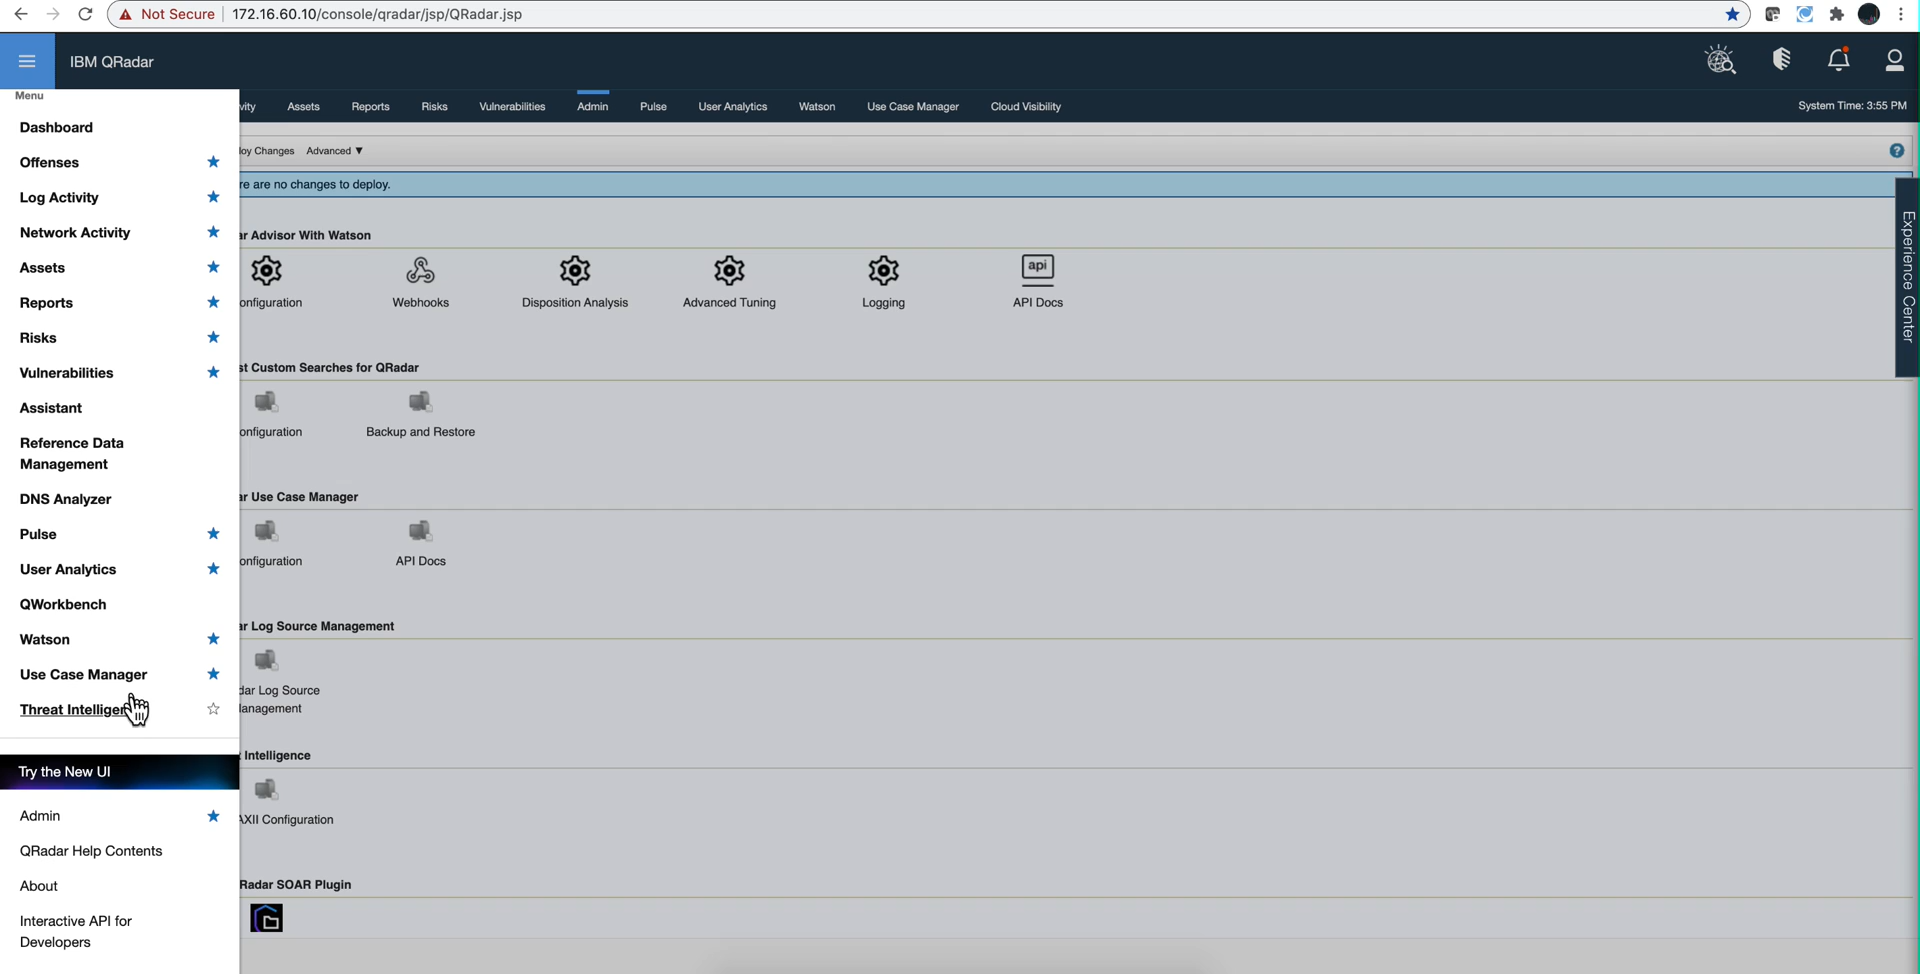 Not Secure 172.16.60.10/console/qradar/jsp/QRadar.jsp
IBM QRadar
Menu
Assets Reports Risks Vulnerabilities Admin Pulse User Analytics Watson Use Case Manager Cloud Visibility System Time: 3:55 PM
Dashboard
Offenses
Log Activity
Network Activity
Assets
Reports
Risks
Vulnerabilities
Assistant
Reference Data
Management
DNS Analyzer
Pulse
User Analytics
QWorkbench
Watson
Use Case Manager
Threat Intelligen
Try the New UI
Admin
QRadar Help Contents
About
Interactive API for
Developers
loy Changes Advanced ▼
?
re are no changes to deploy.
Experience Center
ar Advisor With Watson
api
onfiguration Webhooks Disposition Analysis Advanced Tuning Logging API Docs
st Custom Searches for QRadar
onfiguration Backup and Restore
ar Use Case Manager
onfiguration API Docs
ar Log Source Management
dar Log Source
lanagement
Intelligence
AXII Configuration
Radar SOAR Plugin